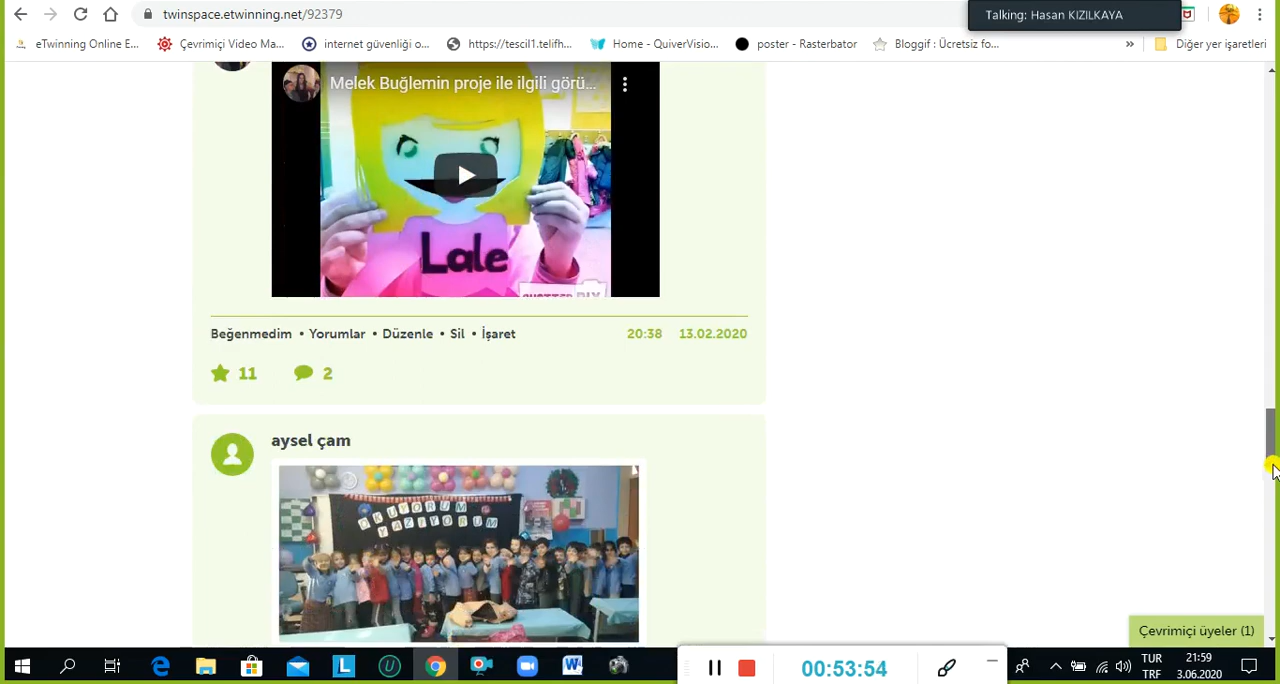 twinspace.etwinning.net/92379
Talking: Hasan KIZILKAYA
eTwinning Online E...
Çevrimiçi Video Ma...
internet güvenliği o...
https://tescil1.telifh...
Home - QuiverVisio...
poster - Rasterbator
Bloggif : Ücretsiz fo...
»
Diğer yer işaretleri
Melek Buğlemin proje ile ilgili görü...
Lale
Beğenmedim • Yorumlar • Düzenle • Sil • İşaret
20:38 13.02.2020
11 2
aysel çam
OKUYORUM
YAZIYORUM
Çevrimiçi üyeler (1)
00:53:54
TUR
TRF
21:59
3.06.2020